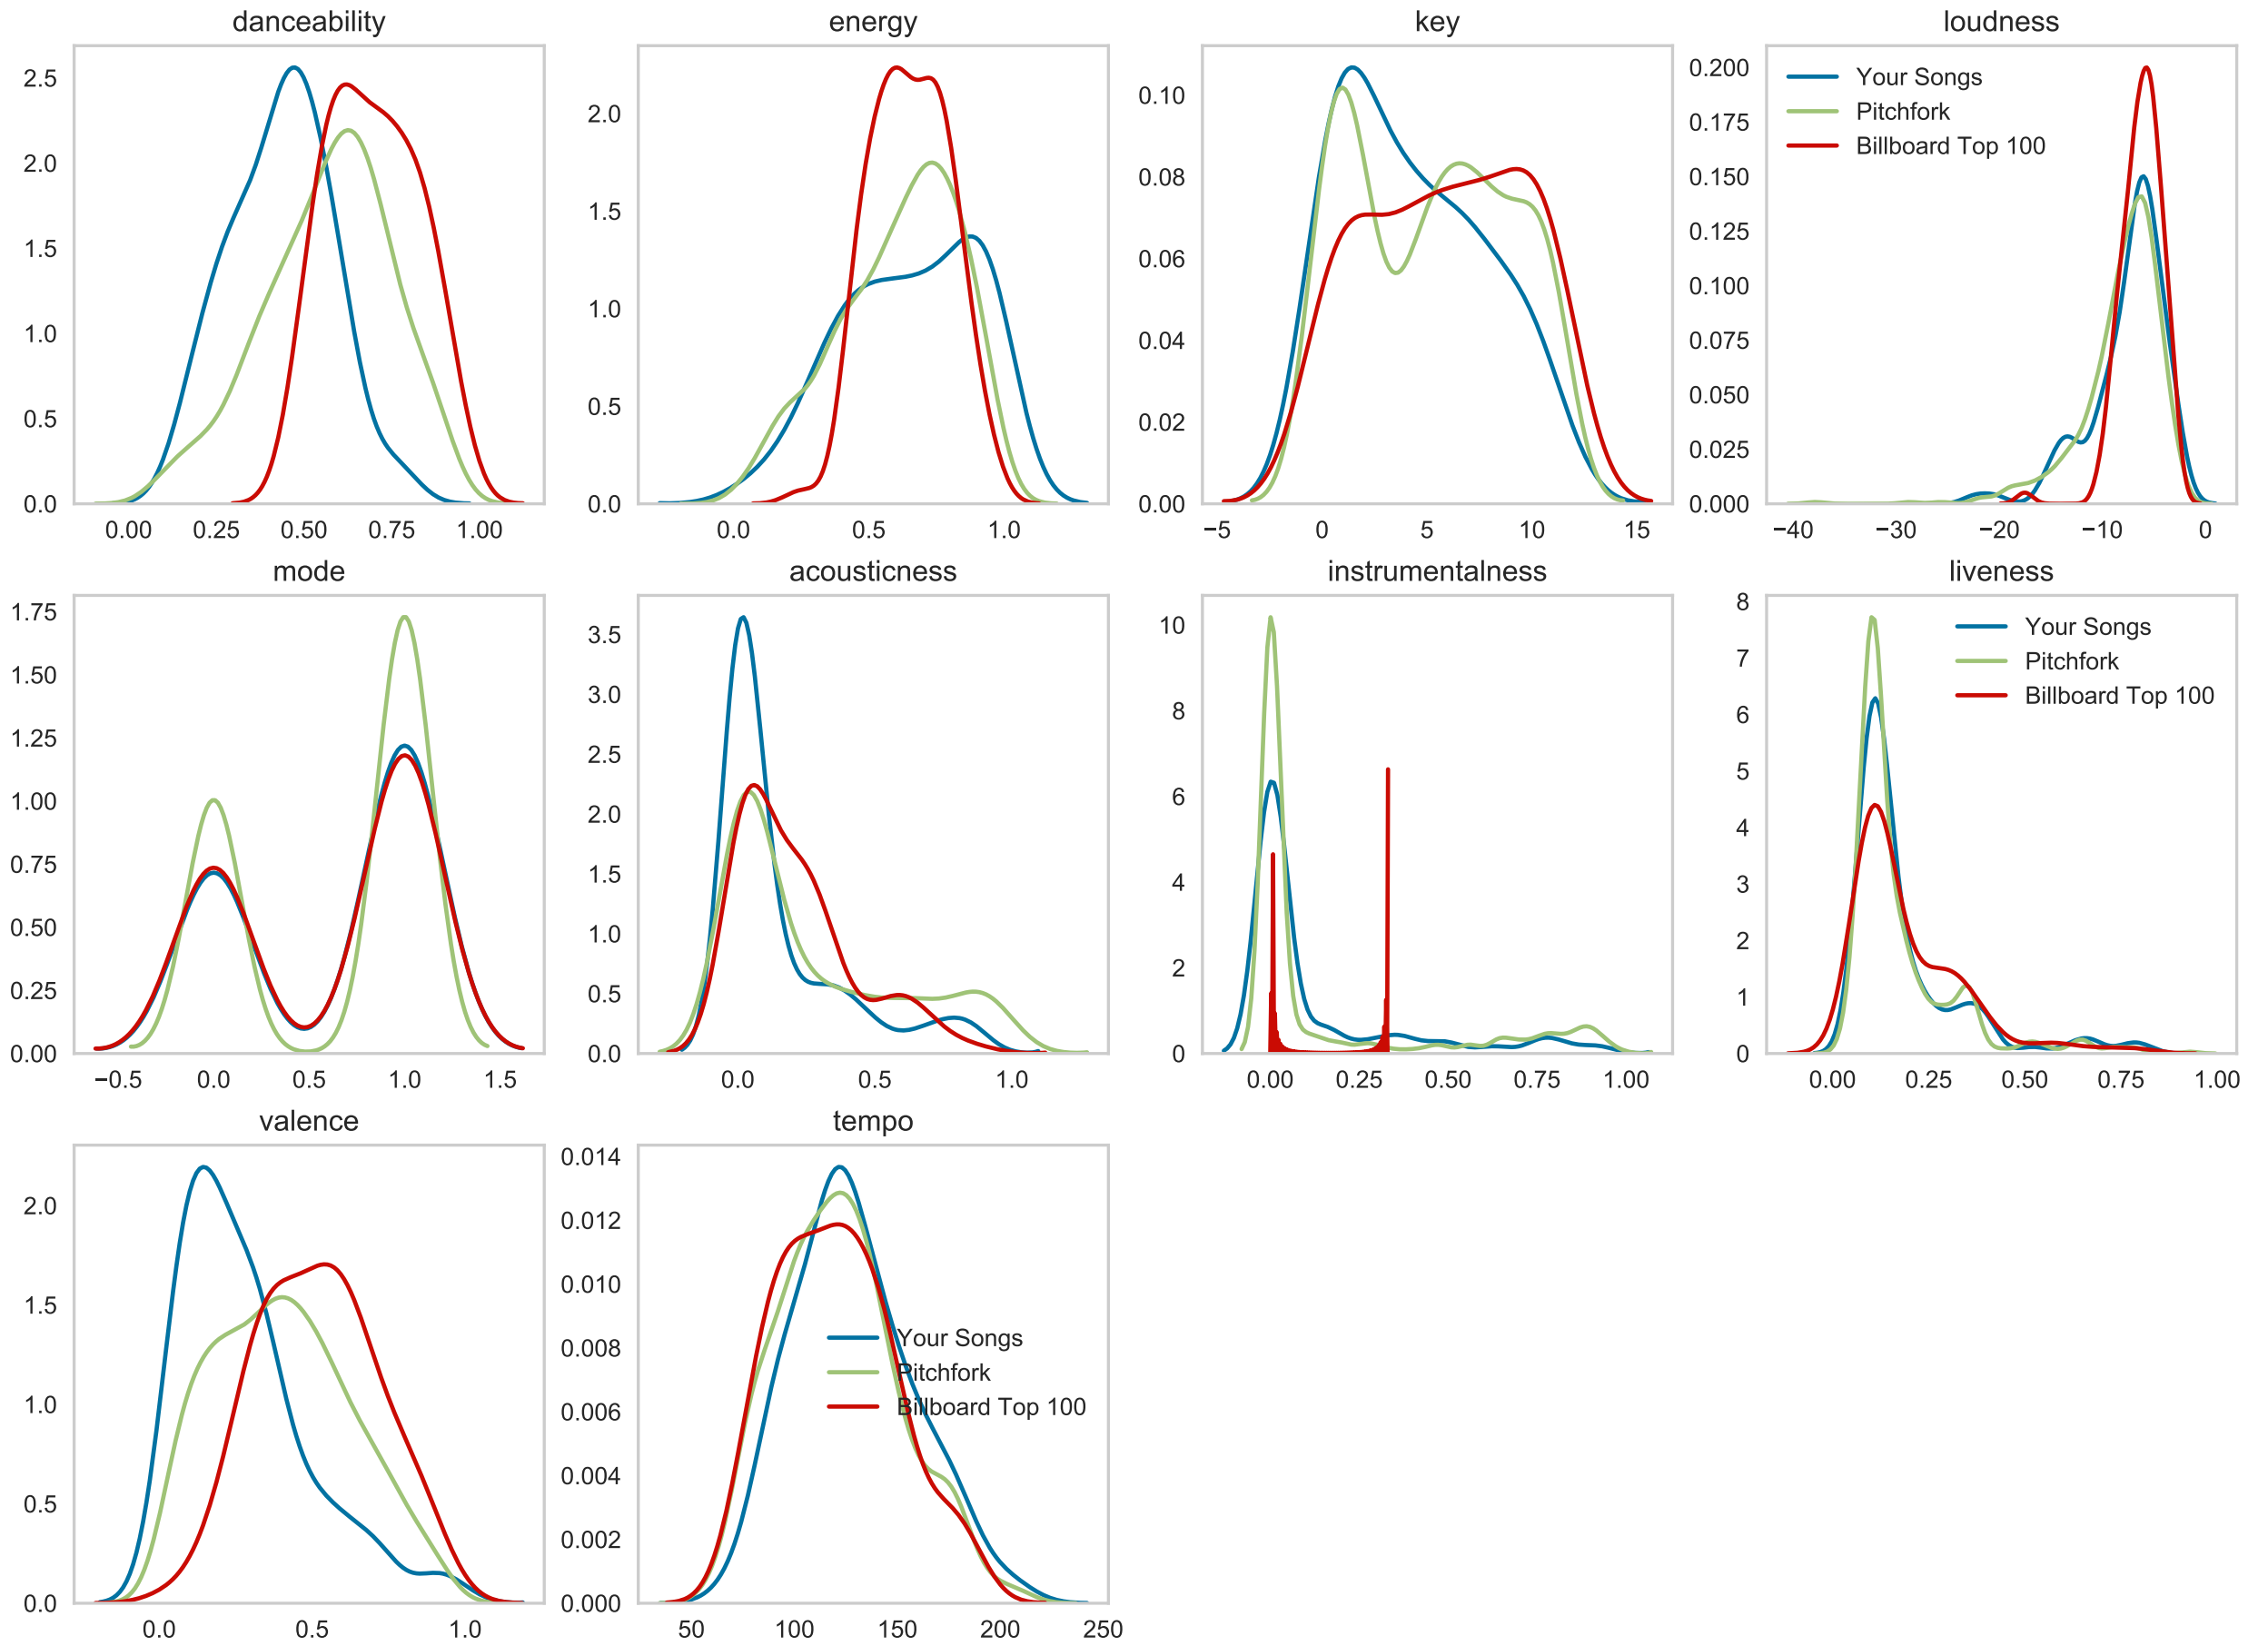 danceability
energy
key
loudness
2.5
2.0
1.5
1.0
0.5
0.0
0.00 0.25 0.50 0.75 1.00
2.0
1.5
1.0
0.5
0.0
0.0 0.5 1.0
0.10
0.08
0.06
0.04
0.02
0.00
−5 0 5 10 15
0.200
0.175
0.150
0.125
0.100
0.075
0.050
0.025
0.000
−40 −30 −20 −10 0
Your Songs
Pitchfork
Billboard Top 100
mode
acousticness
instrumentalness
liveness
1.75
1.50
1.25
1.00
0.75
0.50
0.25
0.00
−0.5 0.0 0.5 1.0 1.5
3.5
3.0
2.5
2.0
1.5
1.0
0.5
0.0
0.0 0.5 1.0
10
8
6
4
2
0
0.00 0.25 0.50 0.75 1.00
8
7
6
5
4
3
2
1
0
0.00 0.25 0.50 0.75 1.00
Your Songs
Pitchfork
Billboard Top 100
valence
tempo
2.0
1.5
1.0
0.5
0.0
0.0 0.5 1.0
0.014
0.012
0.010
0.008
0.006
0.004
0.002
0.000
50 100 150 200 250
Your Songs
Pitchfork
Billboard Top 100